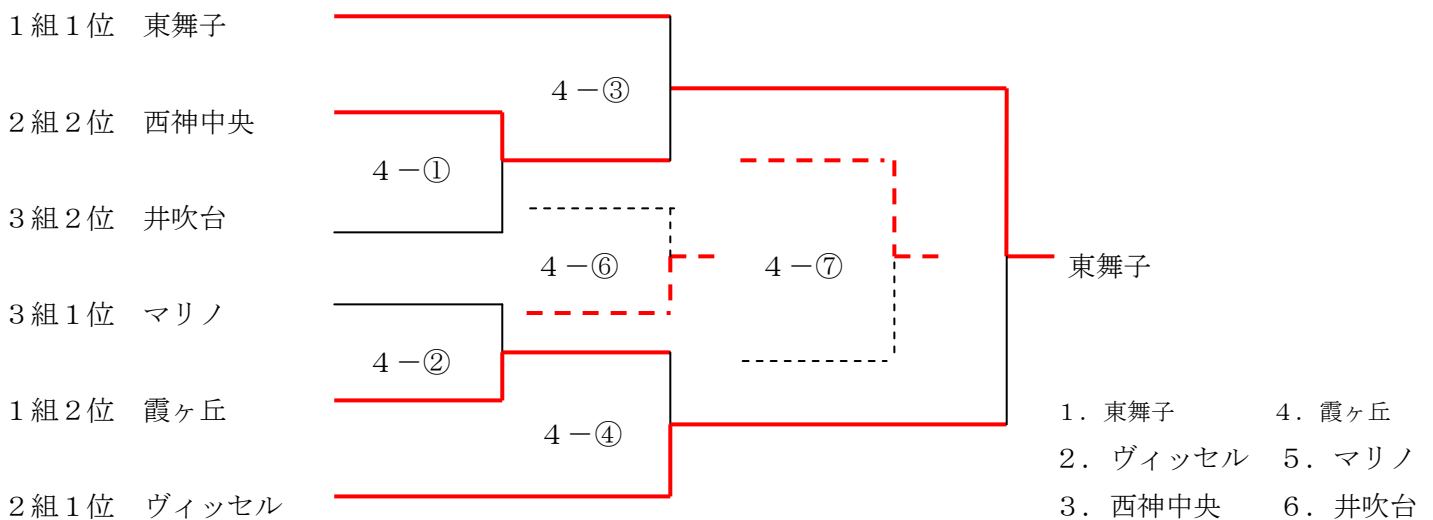 １組１位　東舞子
４－③
２組２位　西神中央
４－①
３組２位　井吹台
４－⑥
４－⑦
東舞子
３組１位　マリノ
４－②
１組２位　霞ヶ丘
４－④
２組１位　ヴィッセル
１．東舞子　４．霞ヶ丘
２．ヴィッセル　５．マリノ
３．西神中央　６．井吹台